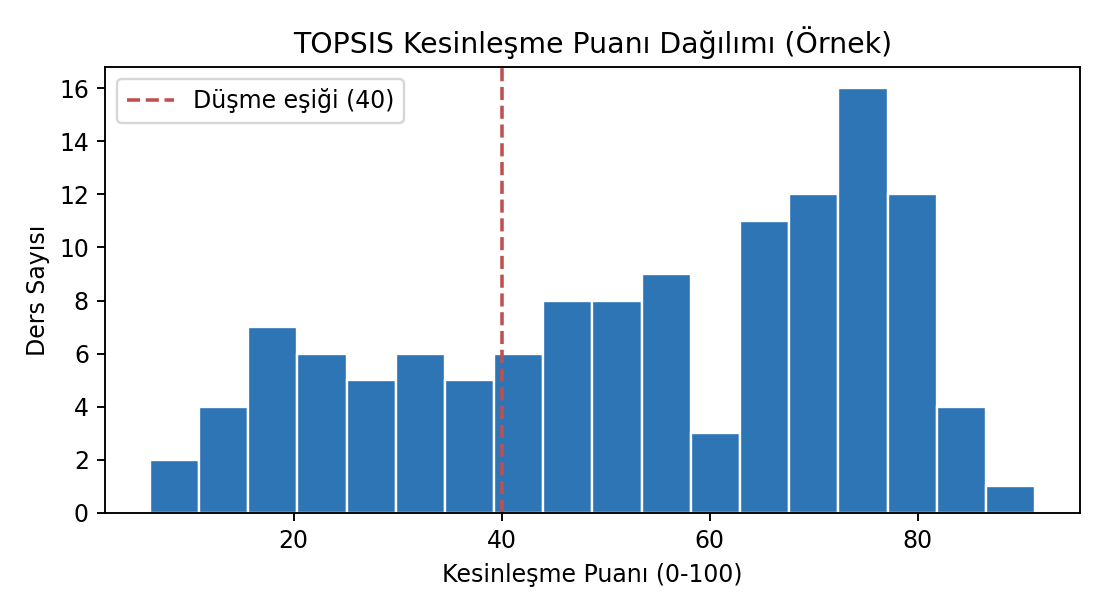 TOPSIS Kesinleşme Puanı Dağılımı (Örnek)
Düşme eşiği (40)
Ders Sayısı
16
14
12
10
8
6
4
2
0
20 40 60 80
Kesinleşme Puanı (0-100)